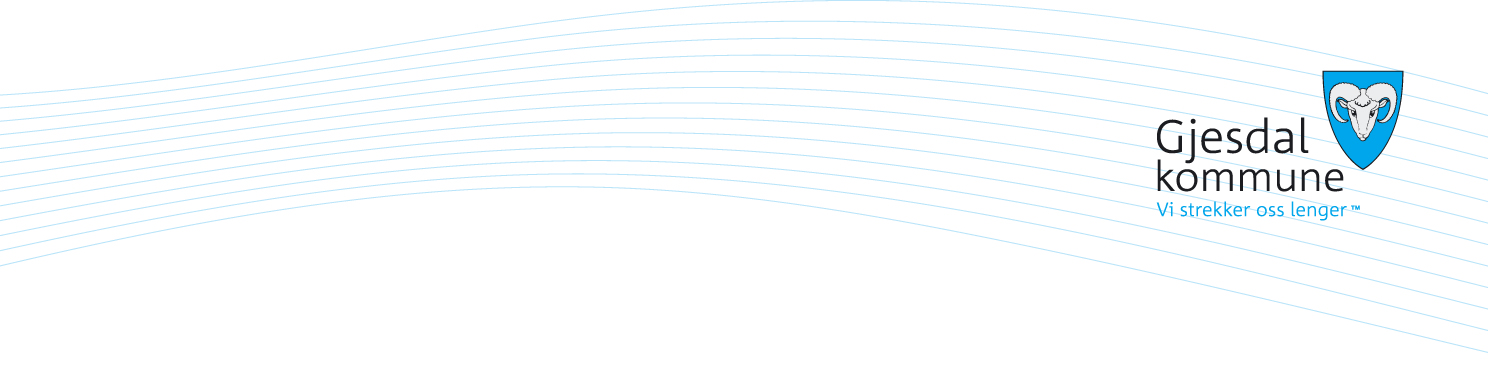 Gjesdal
kommune
Vi strekker oss lenger™